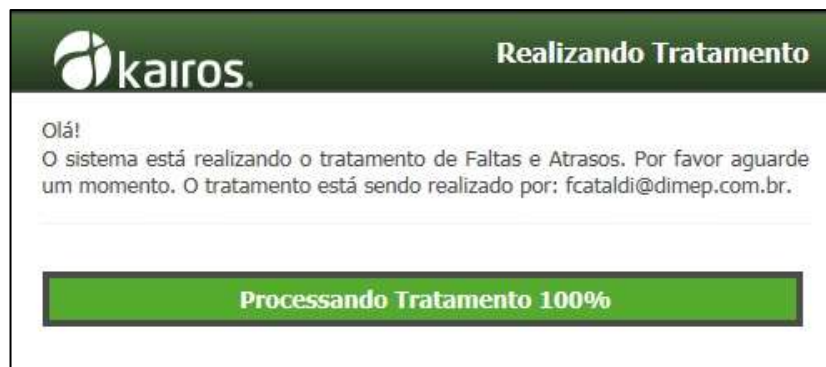 kaıros.
Realizando Tratamento
Olá!
O sistema está realizando o tratamento de Faltas e Atrasos. Por favor aguarde
um momento. O tratamento está sendo realizado por: fcataldi@dimep.com.br.
Processando Tratamento 100%